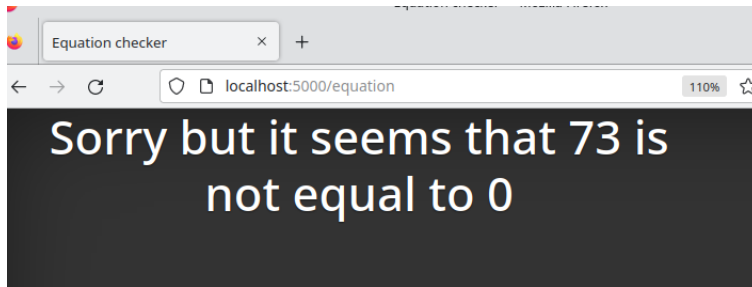 Equation checker
localhost:5000/equation
110%
Sorry but it seems that 73 is
not equal to 0